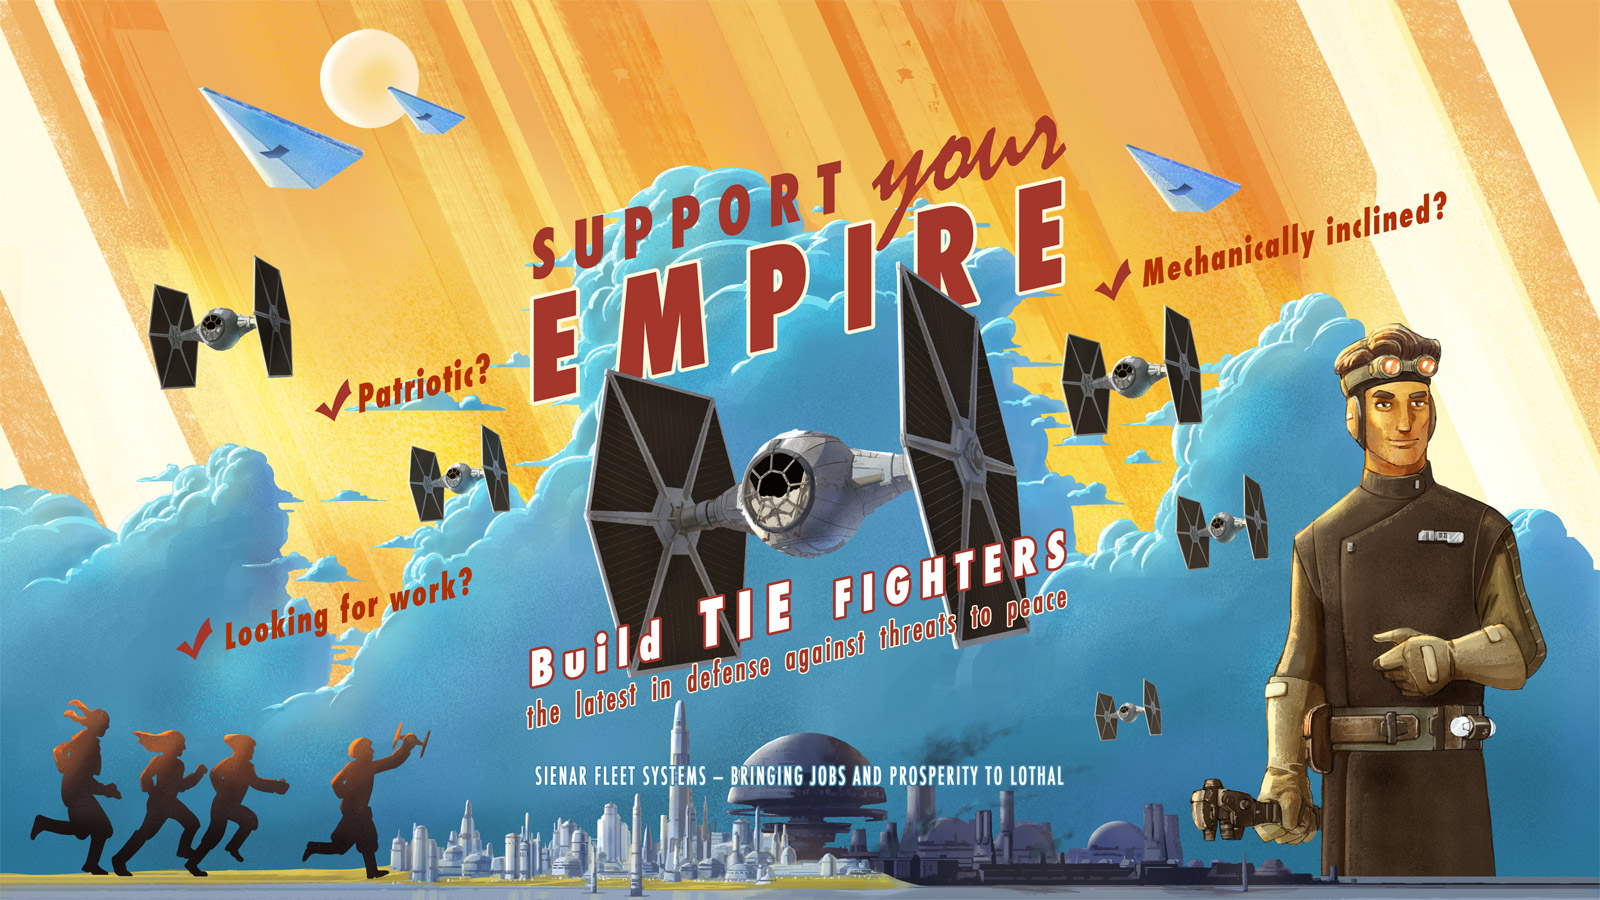 SUPPORT your
EMPIRE
Mechanically inclined?
Patriotic?
Looking for work?
Build TIE FIGHTERS
the latest in defense against threats to peace
SIENAR FLEET SYSTEMS – BRINGING JOBS AND PROSPERITY TO LOTHAL